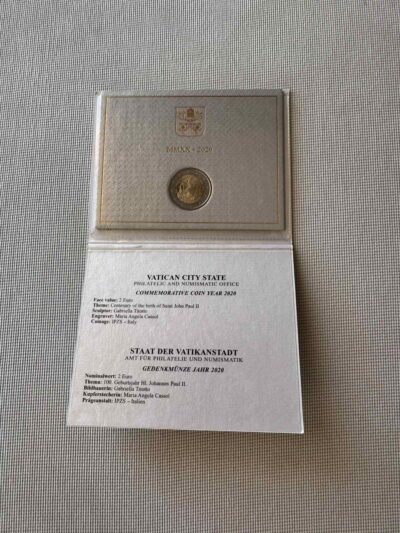 MMXX • 2020
VATICAN CITY STATE
PHILATELIC AND NUMISMATIC OFFICE
COMMEMORATIVE COIN YEAR 2020
Face value: 2 Euro
Theme: Centenary of the birth of Saint John Paul II
Sculptor: Gabriella Titotto
Engraver: Maria Angela Cassol
Coinage: IPZS – Italy
STAAT DER VATIKANSTADT
AMT FÜR PHILATELIE UND NUMISMATIK
GEDENKMÜNZE JAHR 2020
Nominalwert: 2 Euro
Thema: 100. Geburtsjahr Hl. Johannes Paul II.
Bildhauerin: Gabriella Titotto
Kupferstecherin: Maria Angela Cassol
Prägeanstalt: IPZS – Italien